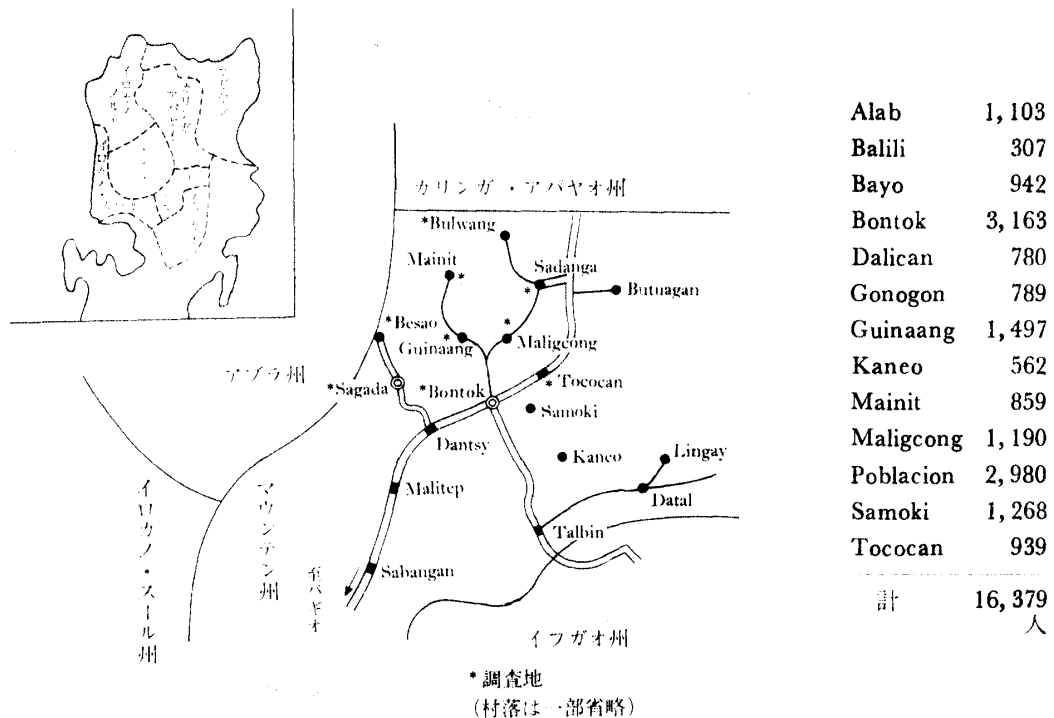 カリンガ・アパヤオ州
*Bulwang
Mainit
*
Sadanga
*
Butuagan
*Besao
Guinaang
*
*
Maligcong
アブラ州
*Sagada
*Bontok
*
Tococan
Samoki
Dantsy
Kaneo
Lingay
Malitep
Datal
Talbin
Sabangan
イロカノ・スール州
マウンテン州
至バギオ
イフガオ州
*調査地
(村落は一部省略)
Alab 1,103
Balili 307
Bayo 942
Bontok 3,163
Dalican 780
Gonogon 789
Guinaang 1,497
Kaneo 562
Mainit 859
Maligcong 1,190
Poblacion 2,980
Samoki 1,268
Tococan 939
計 16,379
人